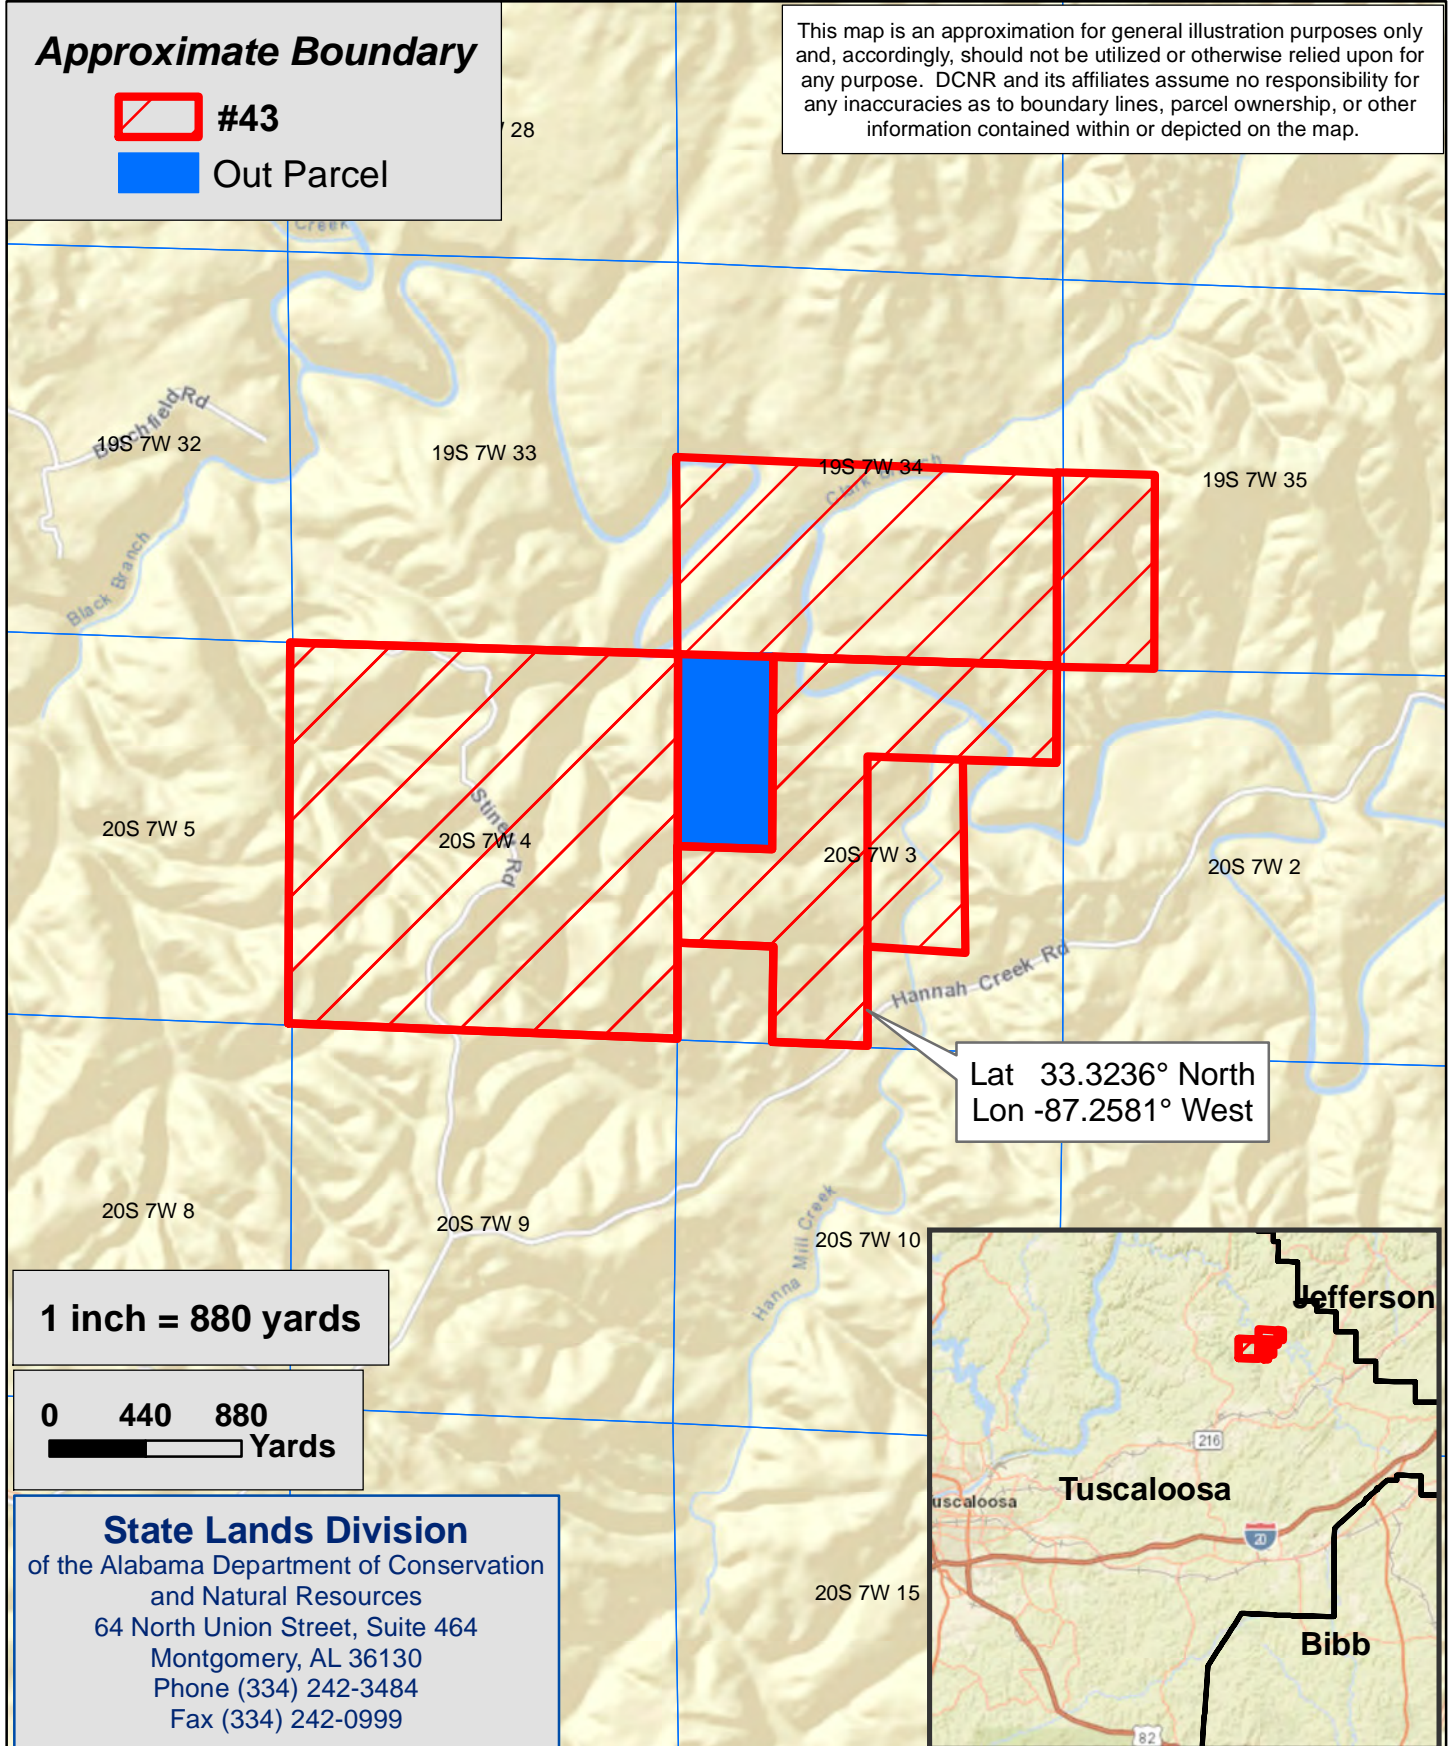 Approximate Boundary
#43
Out Parcel
This map is an approximation for general illustration purposes only
and, accordingly, should not be utilized or otherwise relied upon for
any purpose. DCNR and its affiliates assume no responsibility for
any inaccuracies as to boundary lines, parcel ownership, or other
information contained within or depicted on the map.
28
Creek
Rd
19S 7W 32
19S 7W 33
19S 7W 34
Clark Branch
19S 7W 35
Black Branch
20S 7W 5
20S 7W 4
Rd
20S 7W 3
20S 7W 2
Hannah Creek Rd
Lat 33.3236° North
Lon -87.2581° West
20S 7W 8
20S 7W 9
20S 7W 10
Hanna Mill Creek
20S 7W 15
1 inch = 880 yards
0 440 880
Yards
State Lands Division
of the Alabama Department of Conservation
and Natural Resources
64 North Union Street, Suite 464
Montgomery, AL 36130
Phone (334) 242-3484
Fax (334) 242-0999
Jefferson
216
Tuscaloosa
uscaloosa
20
Bibb
82